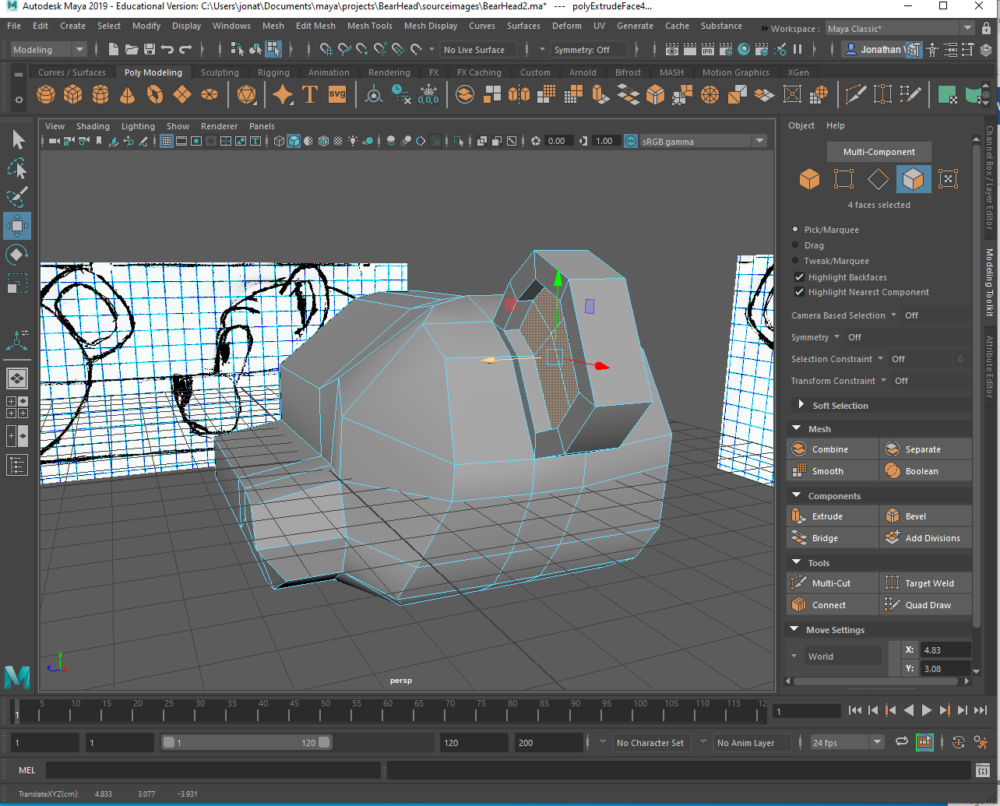 Autodesk Maya 2019 - Educational Version: C:\Users\jonat\Documents\maya\projects\BearHead\sourceimages\BearHead2.ma* --- polyExtrudeFace4...
File Edit Create Select Modify Display Windows Mesh Edit Mesh Mesh Tools Mesh Display Curves Surfaces Deform UV Generate Cache Substance » Workspace : Maya Classic*
Modeling No Live Surface Symmetry: Off IPR Jonathan
Curves / Surfaces Poly Modeling Sculpting Rigging Animation Rendering FX FX Caching Custom Arnold Bifrost MASH Motion Graphics XGen
T svg 0,0,0
View Shading Lighting Show Renderer Panels
0.00 1.00 ON sRGB gamma
Object Help
Multi-Component
4 faces selected
Pick/Marquee
Drag
Tweak/Marquee
Highlight Backfaces
Highlight Nearest Component
Camera Based Selection Off
Symmetry Off
Selection Constraint Off 0
Transform Constraint Off
Soft Selection
Mesh
Combine Separate
Smooth Boolean
Components
Extrude Bevel
Bridge Add Divisions
Tools
Multi-Cut Target Weld
Connect Quad Draw
Move Settings
World X: 4.83
Y: 3.08
Channel Box / Layer Editor
Modeling Toolkit
Attribute Editor
y
z x
persp
M
5 10 15 20 25 30 35 40 45 50 55 60 65 70 75 80 85 90 95 100 105 110 115 12
1 1
1 1 1 120 120 200 No Character Set No Anim Layer 24 fps
MEL
TranslateXYZ(cm): 4.833 3.077 -3.931